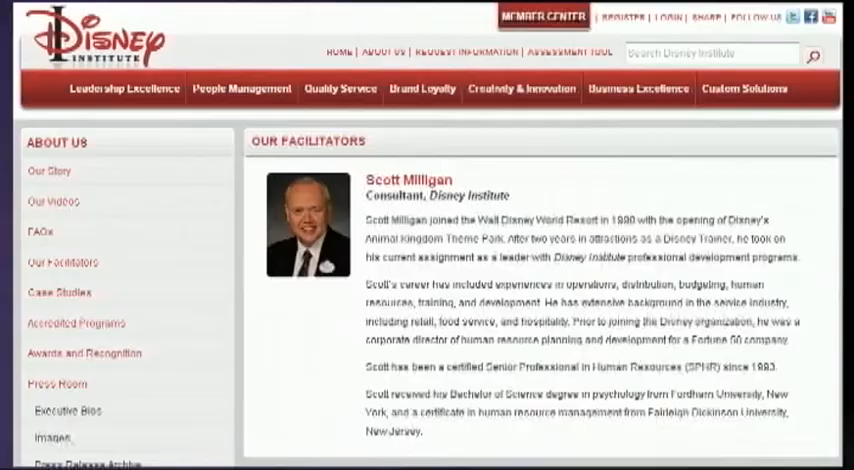 MEMBER CENTER | REGISTER | LOGIN | SHARE | FOLLOW US
Disney
INSTITUTE
HOME | ABOUT US | REQUEST INFORMATION | ASSESSMENT TOOL
Search Disney Institute
Leadership Excellence People Management Quality Service Brand Loyalty Creativity & Innovation Business Excellence Custom Solutions
ABOUT US
Our Story
Our Videos
FAQs
Our Facilitators
Case Studies
Accredited Programs
Awards and Recognition
Press Room
Executive Bios
Images
Press Release Archive
OUR FACILITATORS
Scott Milligan
Consultant, Disney Institute
Scott Milligan joined the Walt Disney World Resort in with the opening of Disney's
Animal Kingdom Theme Park. After two years in attractions as a Disney Trainer, he took on
his current assignment as a leader with Disney Institute professional development programs.
Scott's career has included experiences in operations, distribution, budgeting, human
resources, training, and development. He has extensive background in the service industry,
including retail, food service, and hospitality. Prior to joining the Disney organization, he was a
corporate director of human resource planning and development for a Fortune 50 company.
Scott has been a certified Senior Professional in Human Resources (SPHR) since 1993.
Scott received his Bachelor of Science degree in psychology from Fordham University, New
York, and a certificate in human resource management from Fairleigh Dickinson University,
New Jersey.